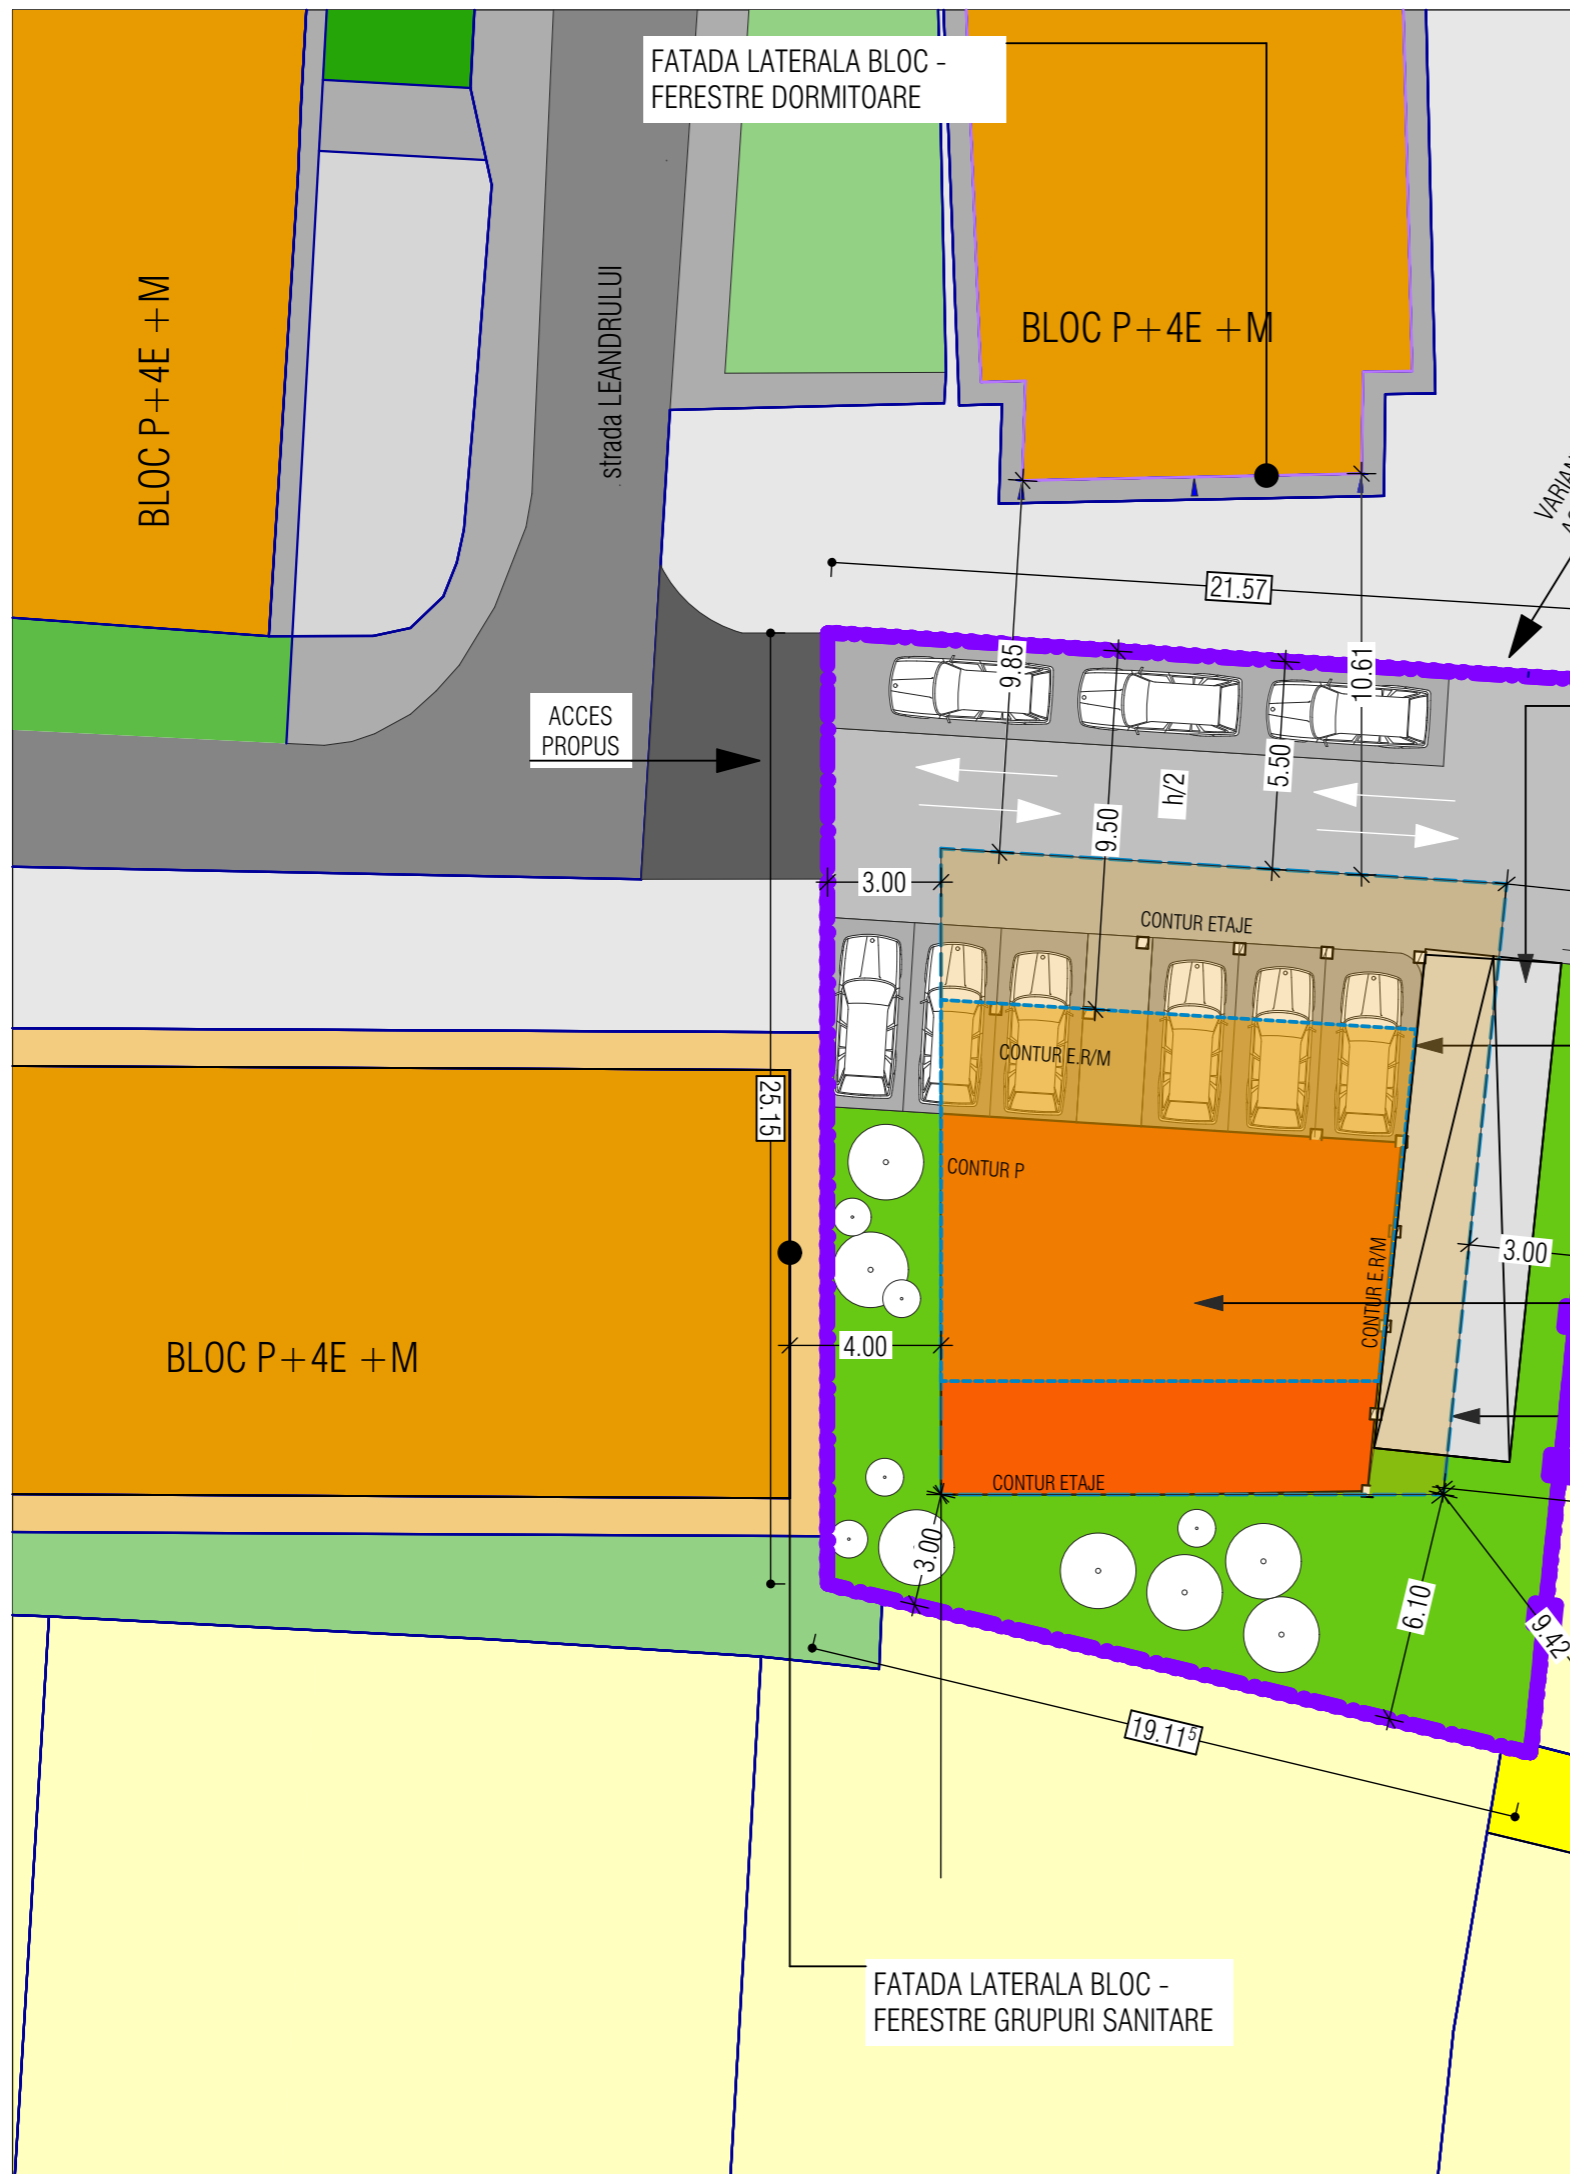 FATADA LATERALA BLOC -
FERESTRE DORMITOARE
BLOC P+4E +M
strada LEANDRULUI
BLOC P+4E +M
21.57
9.85
10.61
ACCES
PROPUS
5.50
h/2
9.50
3.00
CONTUR ETAJE
CONTUR E.R/M
25.15
CONTUR P
CONTUR E.R/M
3.00
4.00
BLOC P+4E +M
CONTUR ETAJE
3.00
6.10
9.42
19.11⁵
FATADA LATERALA BLOC -
FERESTRE GRUPURI SANITARE